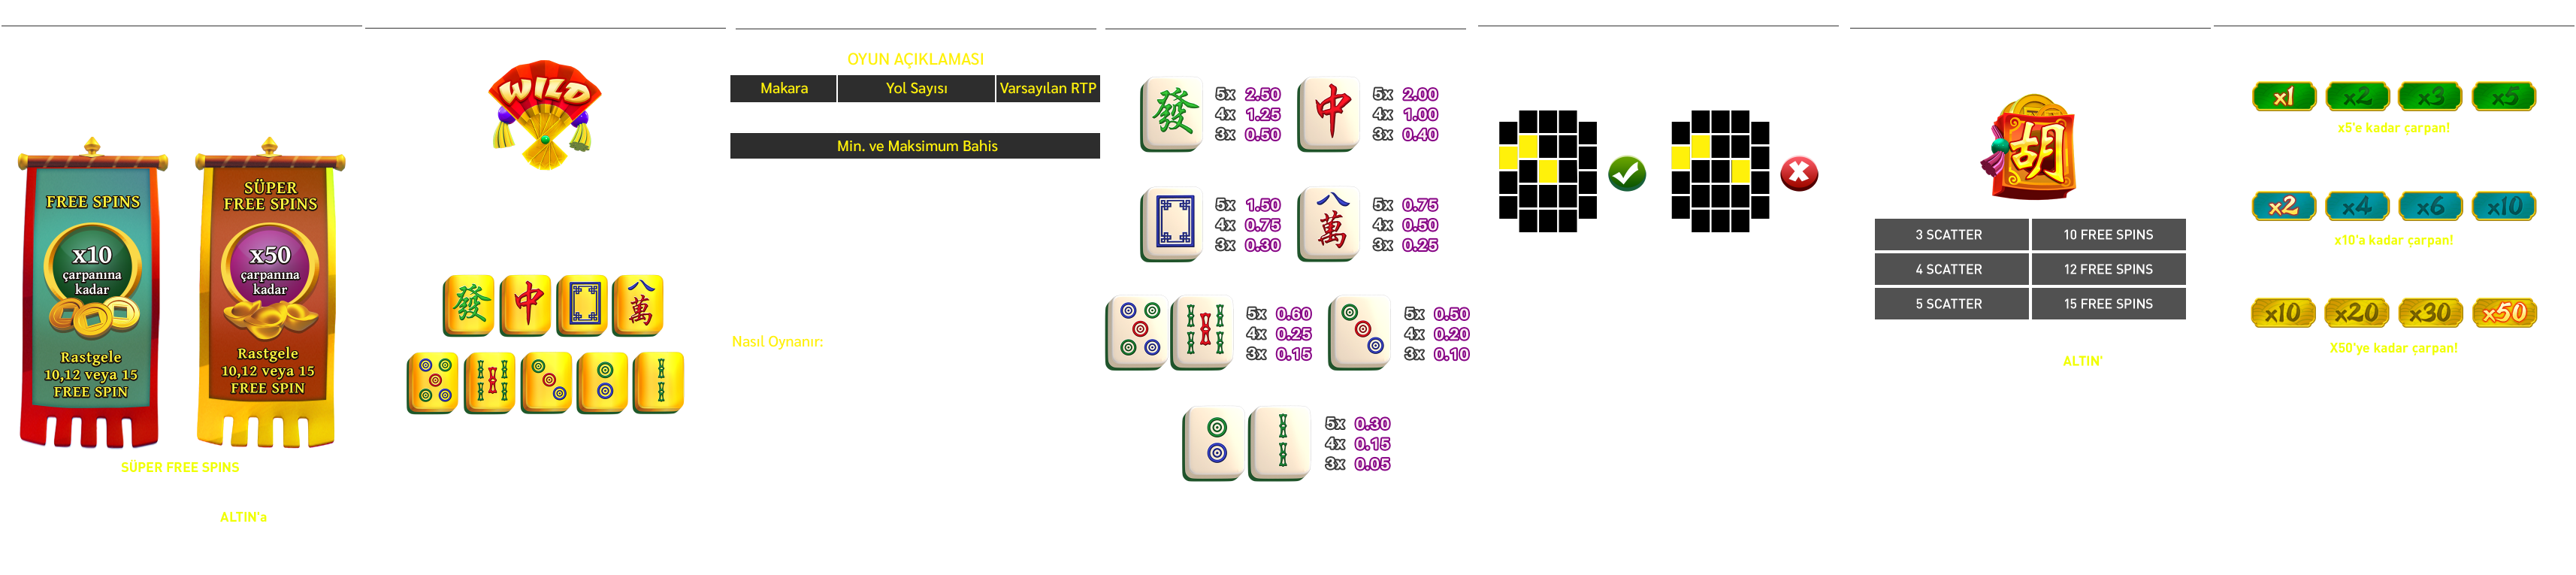 FREE SPINS
x10
çarpanına
kadar
Rastgele
10,12 veya 15
FREE SPIN
SÜPER
FREE SPINS
x50
çarpanına
kadar
Rastgele
10,12 veya 15
FREE SPIN
SÜPER FREE SPINS
ALTIN'a
WILD
發 中 八萬
OYUN AÇIKLAMASI
Makara Yol Sayısı Varsayılan RTP
Min. ve Maksimum Bahis
Nasıl Oynanır:
發
5x 2.50
4x 1.25
3x 0.50
中
5x 2.00
4x 1.00
3x 0.40
5x 1.50
4x 0.75
3x 0.30
八萬
5x 0.75
4x 0.50
3x 0.25
5x 0.60
4x 0.25
3x 0.15
5x 0.50
4x 0.20
3x 0.10
5x 0.30
4x 0.15
3x 0.05
胡
3 SCATTER 10 FREE SPINS
4 SCATTER 12 FREE SPINS
5 SCATTER 15 FREE SPINS
ALTIN'
x1 x2 x3 x5
x5'e kadar çarpan!
x2 x4 x6 x10
x10'a kadar çarpan!
x10 x20 x30 x50
X50'ye kadar çarpan!